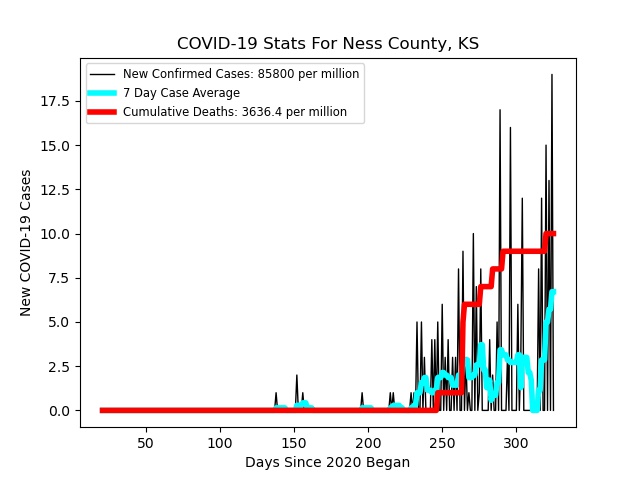 COVID-19 Stats For Ness County, KS
New Confirmed Cases: 85800 per million
7 Day Case Average
Cumulative Deaths: 3636.4 per million
New COVID-19 Cases
17.5
15.0
12.5
10.0
7.5
5.0
2.5
0.0
50
100
150
200
250
300
Days Since 2020 Began